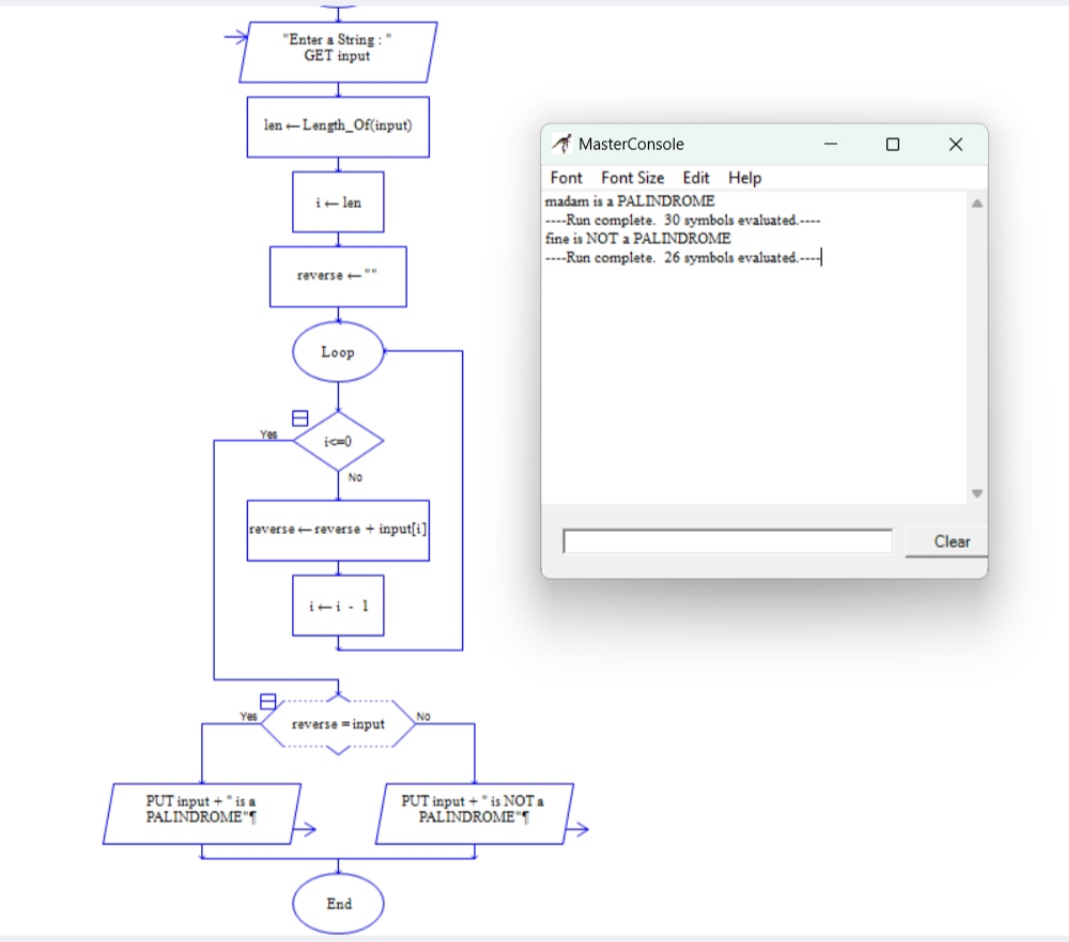 "Enter a String : "
GET input
len ← Length_Of(input)
i ← len
reverse ← ""
Loop
Yes
i<=0
No
reverse ← reverse + input[i]
i ← i - 1
Yes
reverse = input
No
PUT input + " is a
PALINDROME"¶
PUT input + " is NOT a
PALINDROME"¶
End
MasterConsole
Font Font Size Edit Help
madam is a PALINDROME
----Run complete. 30 symbols evaluated.----
fine is NOT a PALINDROME
----Run complete. 26 symbols evaluated.----
Clear